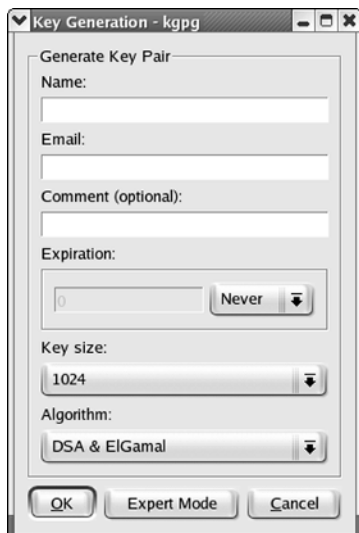 Key Generation - kgpg
Generate Key Pair
Name:
Email:
Comment (optional):
Expiration:
0
Never
Key size:
1024
Algorithm:
DSA & ElGamal
OK
Expert Mode
Cancel